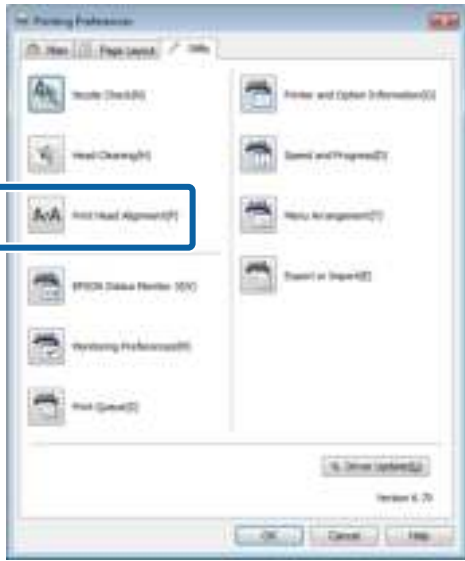 Printing Preferences
Main
Page Layout
Utility
Nozzle Check(N)
Head Cleaning(H)
Print Head Alignment(P)
EPSON Status Monitor 3(V)
Monitoring Preferences(M)
Print Queue
Printer and Option Information
Speed and Progress
Menu Arrangement
Export or Import
Driver Update
Version 6.70
OK
Cancel
Help